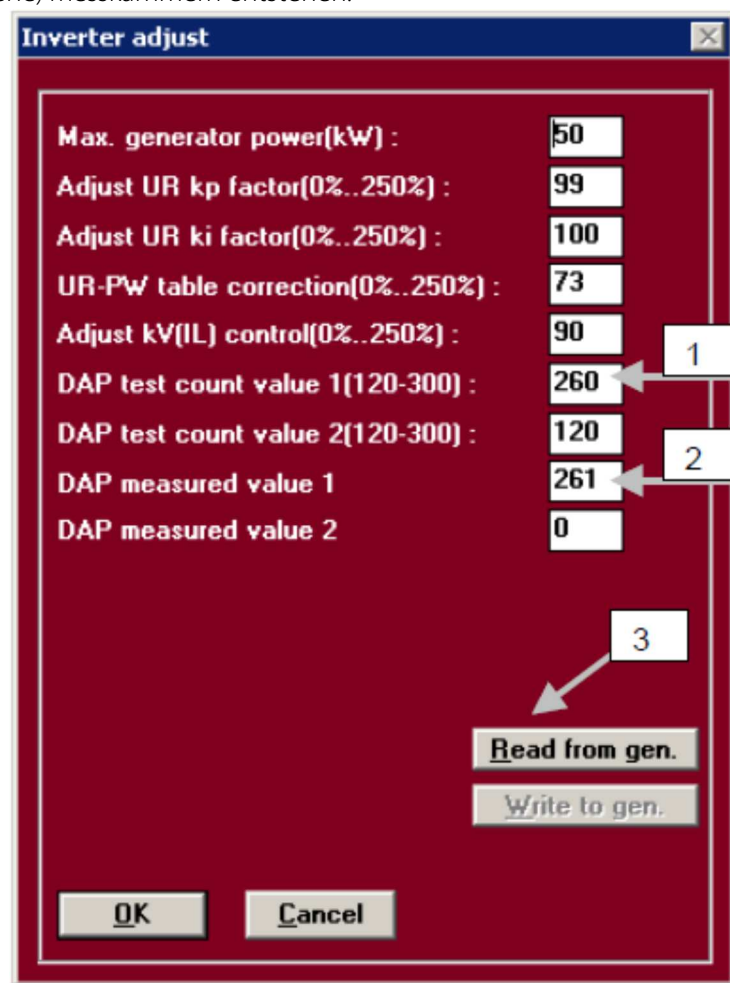 Messkammern entstehen.
Inverter adjust
Max. generator power(kW) : 50
Adjust UR kp factor(0%..250%) : 99
Adjust UR ki factor(0%..250%) : 100
UR-PW table correction(0%..250%) : 73
Adjust kV(IL) control(0%..250%) : 90
1
DAP test count value 1(120-300) : 260
DAP test count value 2(120-300) : 120
2
DAP measured value 1 261
DAP measured value 2 0
3
Read from gen.
Write to gen.
OK Cancel